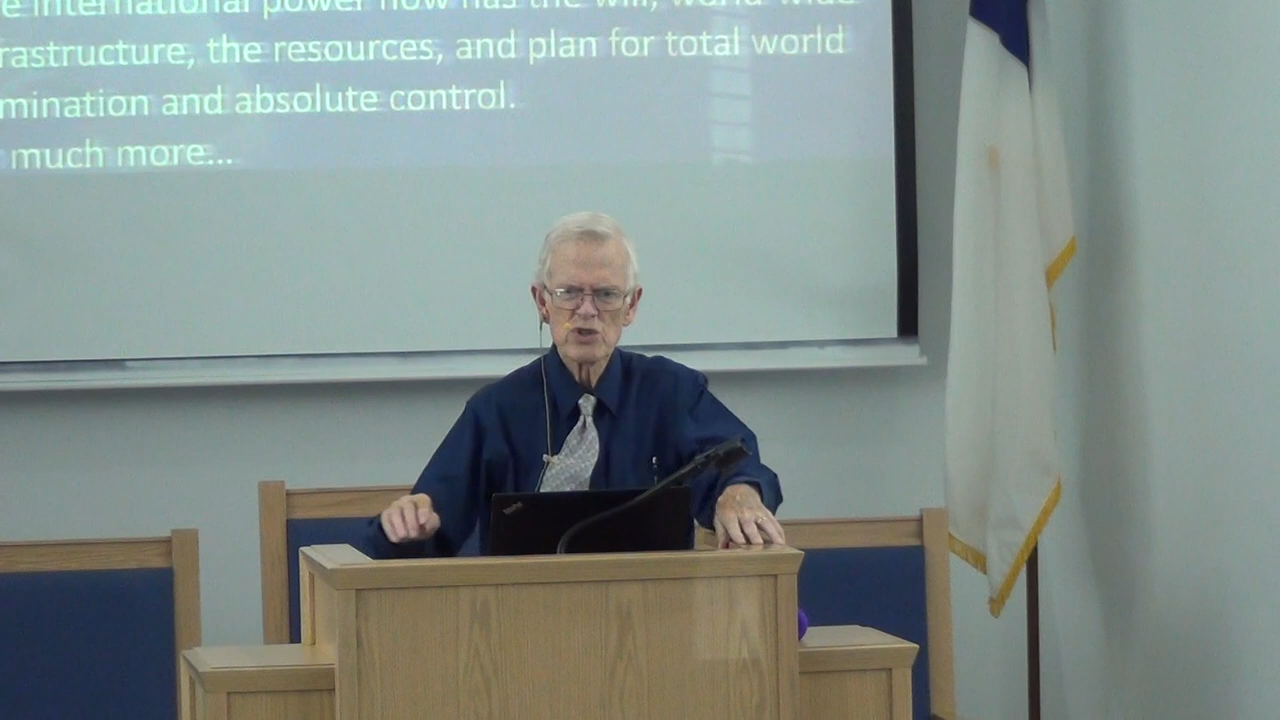 e international power now has the will, world-wide
rastructure, the resources, and plan for total world
mination and absolute control.
much more...
ThinkPad